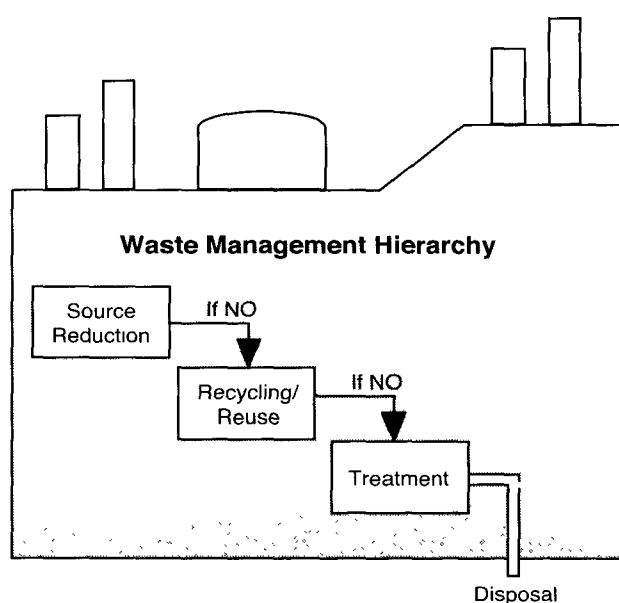 Waste Management Hierarchy
Source
Reduction
If NO
Recycling/
Reuse
If NO
Treatment
Disposal